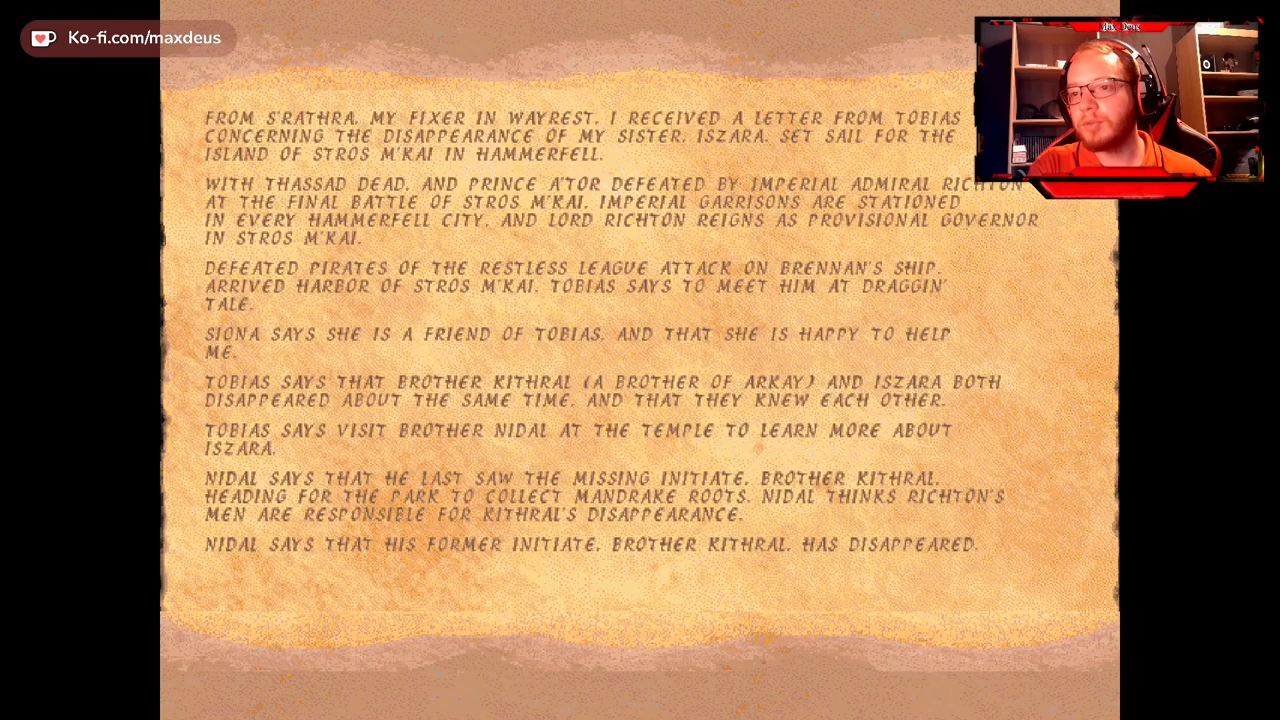 Ko-fi.com/maxdeus
Max Deus
FROM S'RATHRA, MY FIXER IN WAYREST, I RECEIVED A LETTER FROM TOBIAS
CONCERNING THE DISAPPEARANCE OF MY SISTER, ISZARA. SET SAIL FOR THE
ISLAND OF STROS M'KAI IN HAMMERFELL.
WITH THASSAD DEAD, AND PRINCE A'TOR DEFEATED BY IMPERIAL ADMIRAL RICHTON
AT THE FINAL BATTLE OF STROS M'KAI, IMPERIAL GARRISONS ARE STATIONED
IN EVERY HAMMERFELL CITY, AND LORD RICHTON REIGNS AS PROVISIONAL GOVERNOR
IN STROS M'KAI.
DEFEATED PIRATES OF THE RESTLESS LEAGUE ATTACK ON BRENNAN'S SHIP.
ARRIVED HARBOR OF STROS M'KAI. TOBIAS SAYS TO MEET HIM AT DRAGGIN'
TALE.
SIONA SAYS SHE IS A FRIEND OF TOBIAS, AND THAT SHE IS HAPPY TO HELP
ME.
TOBIAS SAYS THAT BROTHER KITHRAL (A BROTHER OF ARKAY) AND ISZARA BOTH
DISAPPEARED ABOUT THE SAME TIME, AND THAT THEY KNEW EACH OTHER.
TOBIAS SAYS VISIT BROTHER NIDAL AT THE TEMPLE TO LEARN MORE ABOUT
ISZARA.
NIDAL SAYS THAT HE LAST SAW THE MISSING INITIATE, BROTHER KITHRAL,
HEADING FOR THE PARK TO COLLECT MANDRAKE ROOTS. NIDAL THINKS RICHTON'S
MEN ARE RESPONSIBLE FOR KITHRAL'S DISAPPEARANCE.
NIDAL SAYS THAT HIS FORMER INITIATE, BROTHER KITHRAL, HAS DISAPPEARED.